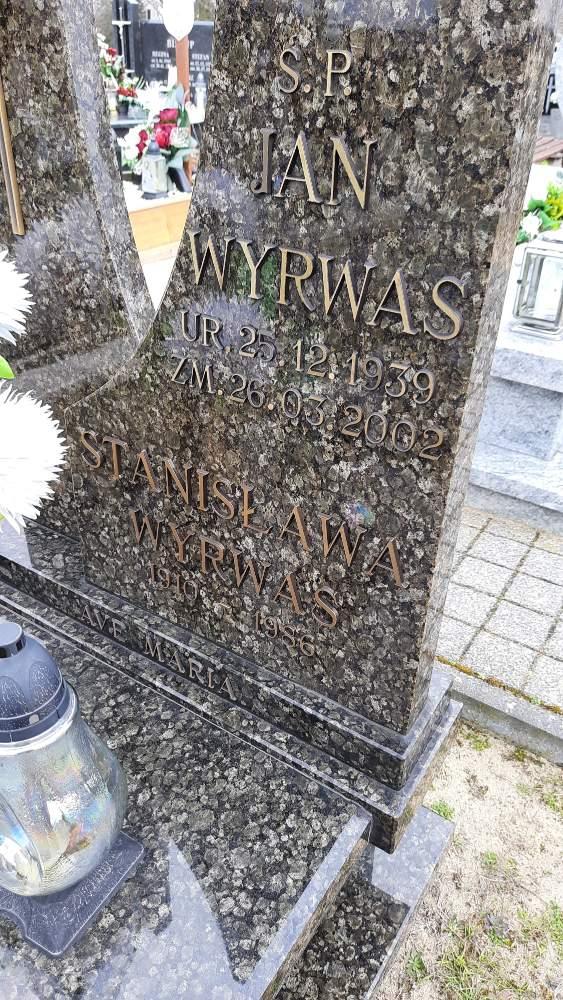 Ś.P.
JAN
WYRWAS
UR. 25.12.1939
ZM. 26.03.2002
STANISŁAWA
WYRWAS
1910 - 1986
AVE MARIA